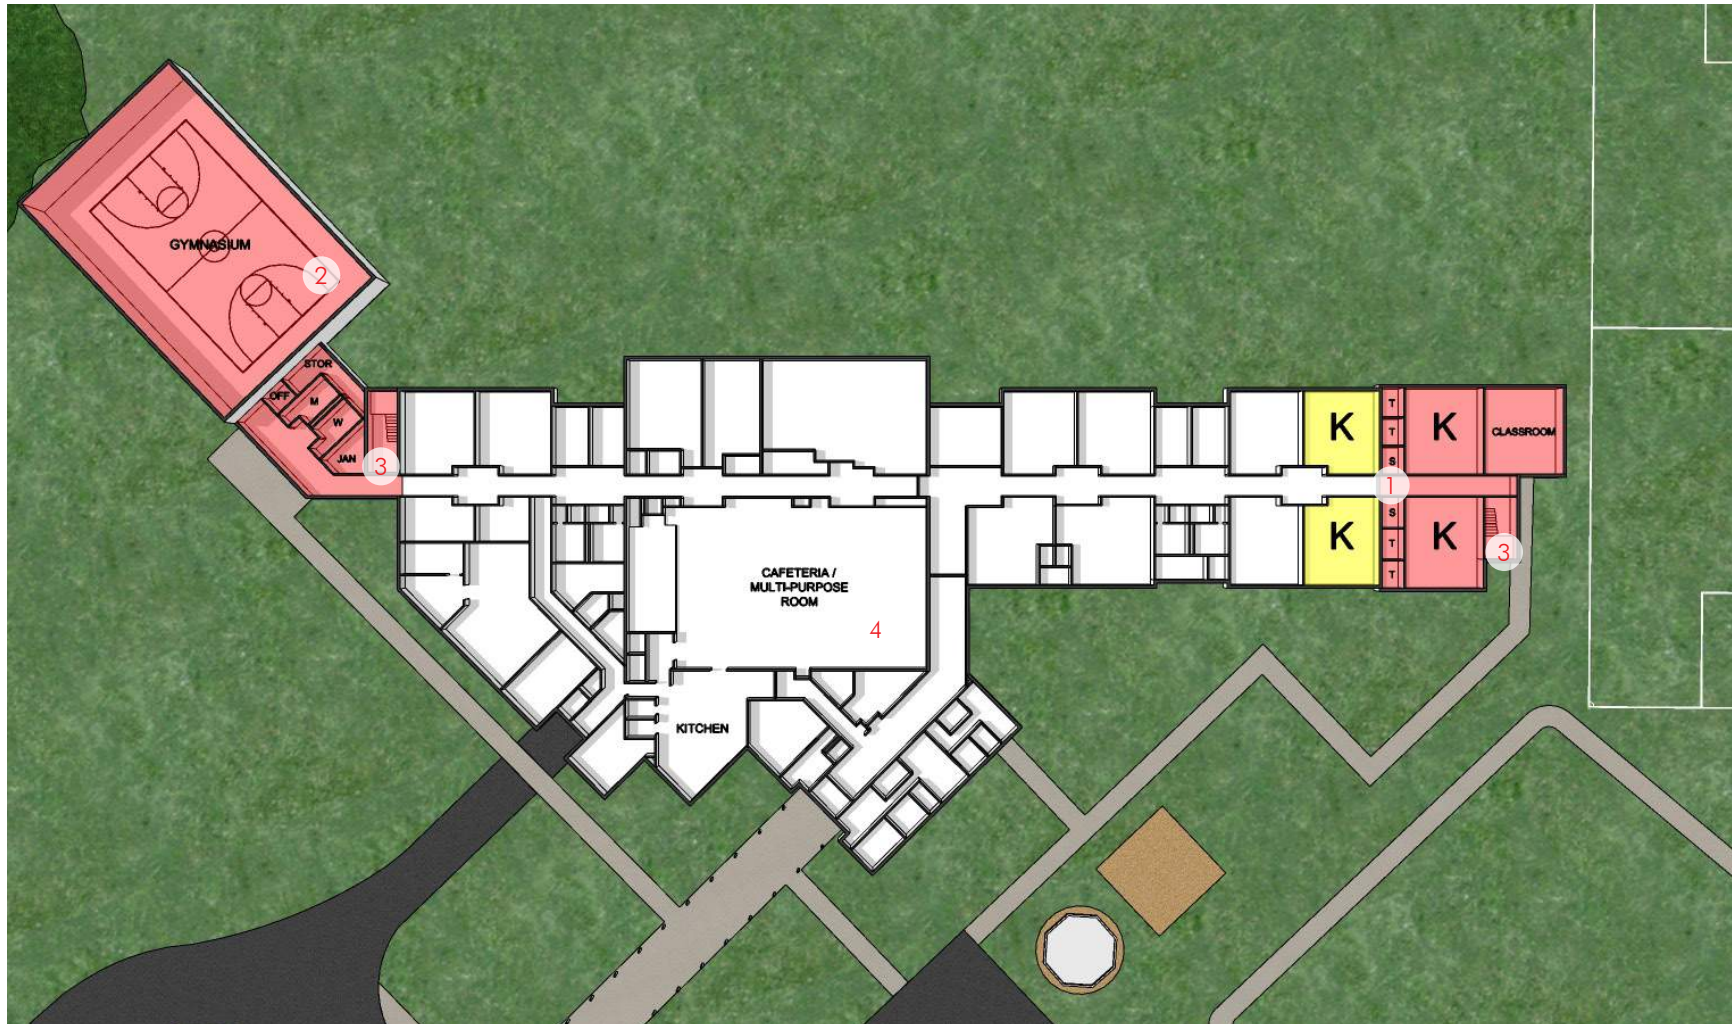 GYMNASIUM
2
STOR
OFF
M
W
JAN
3
K
T
T
S
K
CLASSROOM
1
K
S
T
T
K
3
CAFETERIA /
MULTI-PURPOSE
ROOM
4
KITCHEN